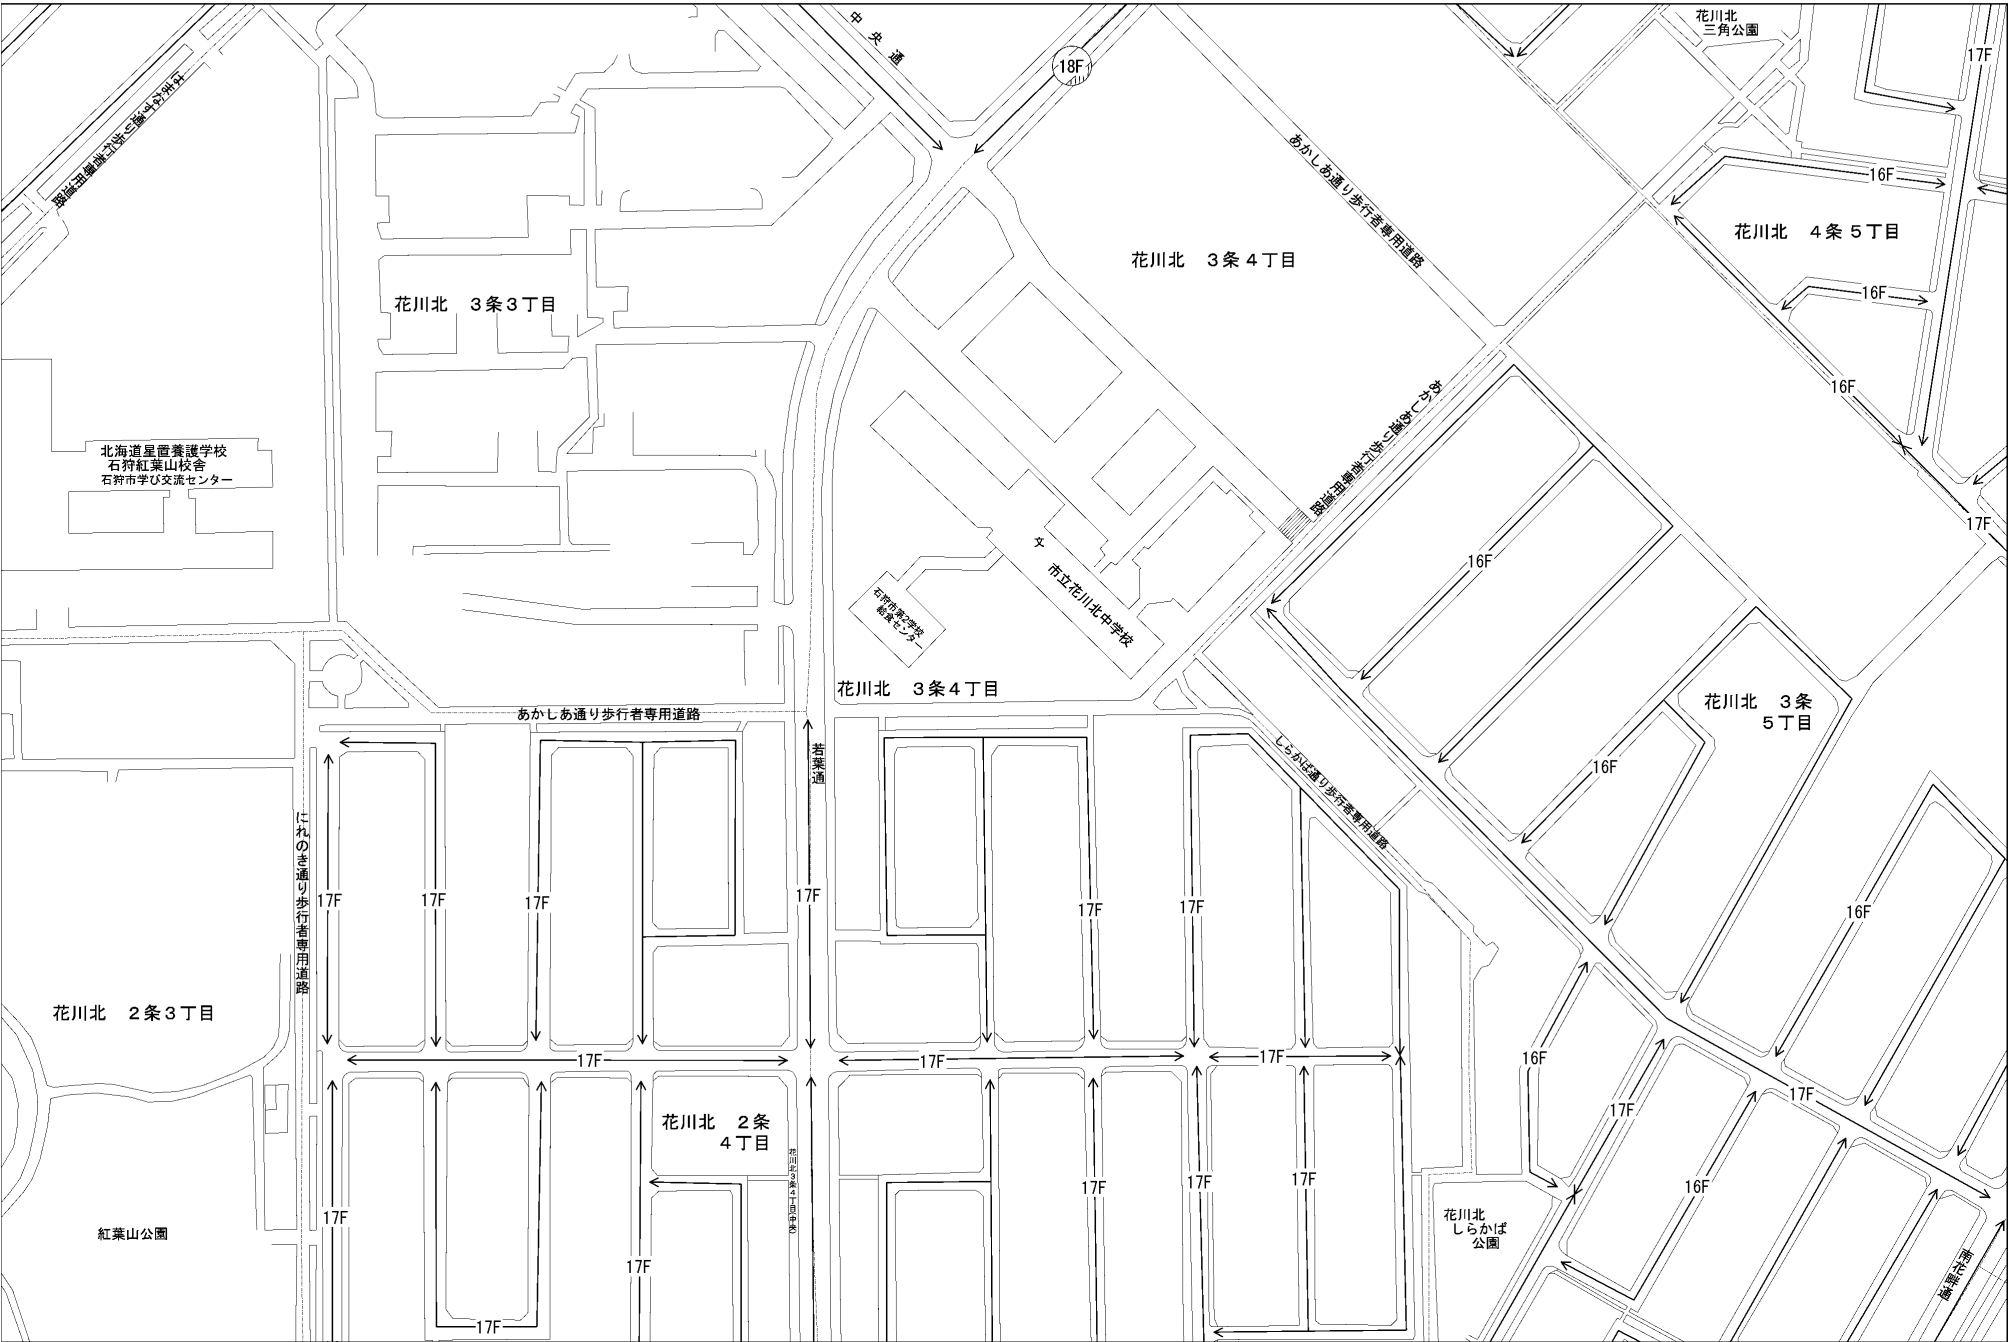 中央通
18F
花川北
三角公園
17F
はまなす通り歩行者専用道路
あかしあ通り歩行者専用道路
16F
花川北　４条５丁目
花川北　３条４丁目
16F
花川北　３条３丁目
16F
あかしあ通り歩行者専用道路
北海道星置養護学校
石狩紅葉山校舎
石狩市学び交流センター
17F
文
16F
市立花川北中学校
石狩市第2学校
給食センター
花川北　３条４丁目
花川北　３条
５丁目
あかしあ通り歩行者専用道路
若葉通
しらかば通り歩行者専用道路
16F
にれのき通り歩行者専用道路
17F
17F
17F
17F
17F
17F
16F
花川北　２条３丁目
17F
17F
17F
16F
17F
17F
花川北　２条
４丁目
花川北３条４丁目(中央)
17F
17F
17F
16F
17F
花川北
しらかば
公園
紅葉山公園
17F
南花畔通
17F